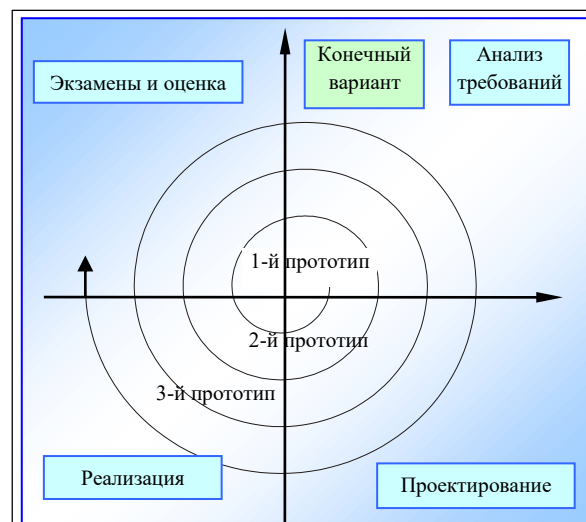 Экзамены и оценка
Конечный
вариант
Анализ
требований
1-й прототип
2-й прототип
3-й прототип
Реализация
Проектирование